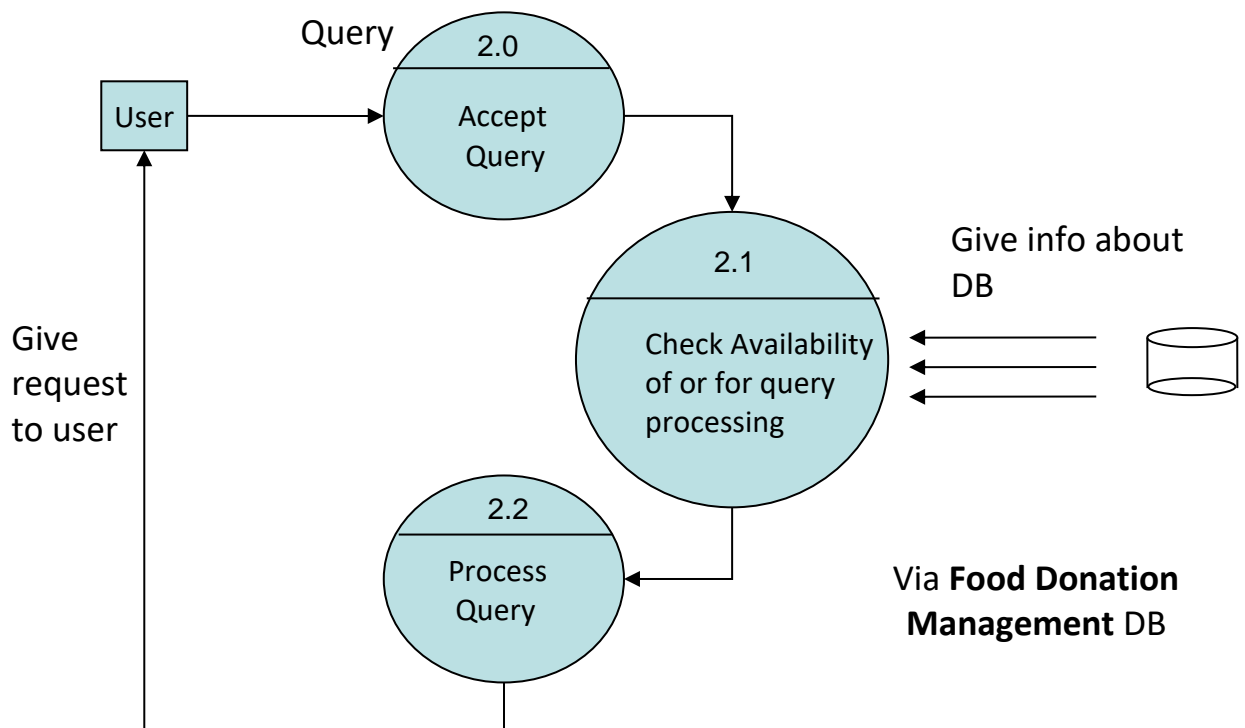 Query
2.0
User
Accept
Query
2.1
Give info about
DB
Check Availability
of or for query
processing
Give
request
to user
2.2
Process
Query
Via Food Donation
Management DB